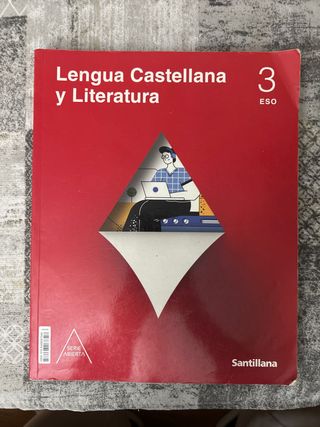 Lengua Castellana
y Literatura
3
ESO
SERIE
ABIERTA
Santillana